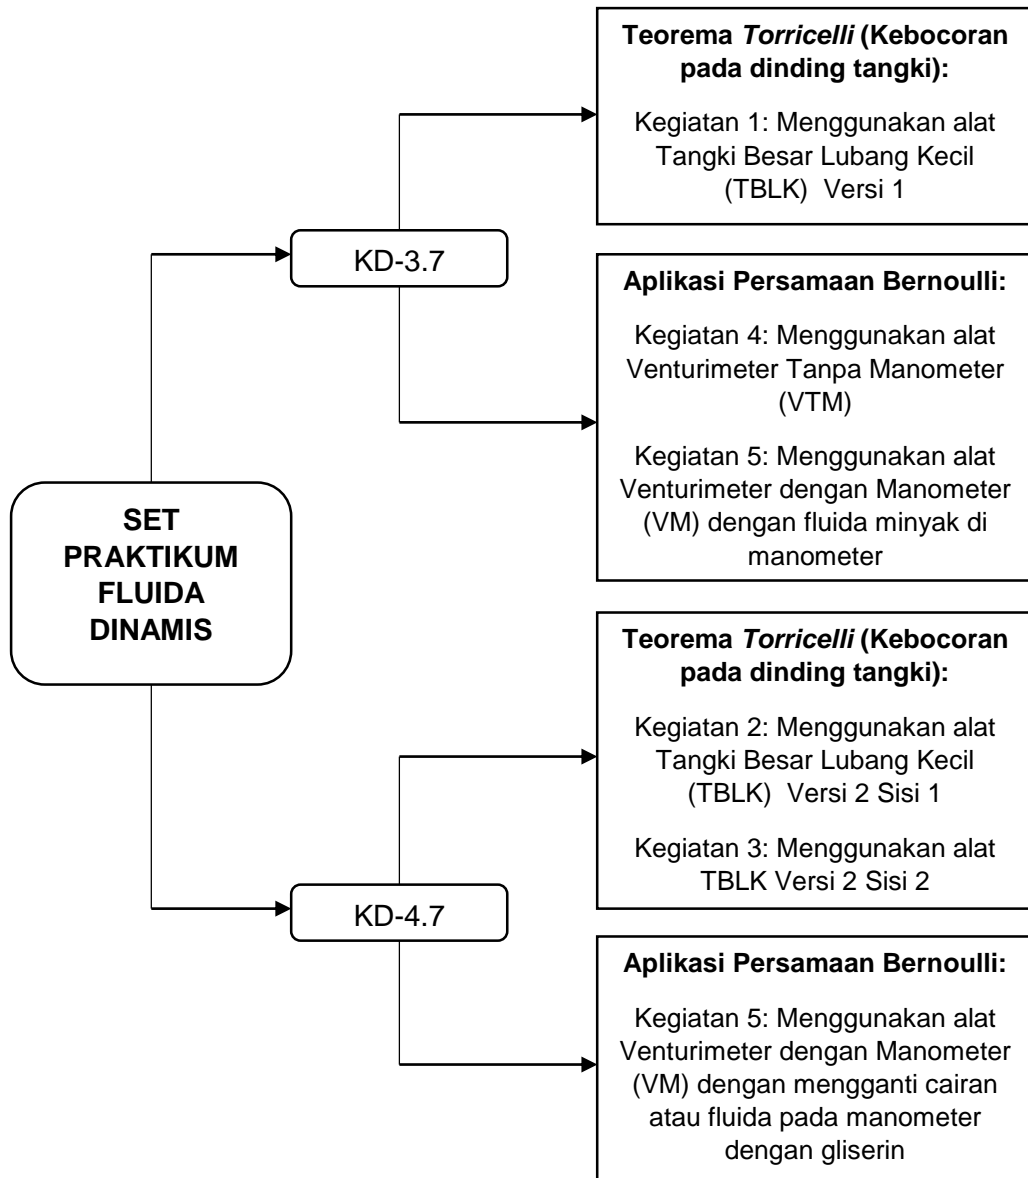 Teorema Torricelli (Kebocoran
pada dinding tangki):
Kegiatan 1: Menggunakan alat
Tangki Besar Lubang Kecil
(TBLK) Versi 1
KD-3.7
Aplikasi Persamaan Bernoulli:
Kegiatan 4: Menggunakan alat
Venturimeter Tanpa Manometer
(VTM)
Kegiatan 5: Menggunakan alat
Venturimeter dengan Manometer
(VM) dengan fluida minyak di
manometer
SET
PRAKTIKUM
FLUIDA
DINAMIS
Teorema Torricelli (Kebocoran
pada dinding tangki):
Kegiatan 2: Menggunakan alat
Tangki Besar Lubang Kecil
(TBLK) Versi 2 Sisi 1
Kegiatan 3: Menggunakan alat
TBLK Versi 2 Sisi 2
KD-4.7
Aplikasi Persamaan Bernoulli:
Kegiatan 5: Menggunakan alat
Venturimeter dengan Manometer
(VM) dengan mengganti cairan
atau fluida pada manometer
dengan gliserin